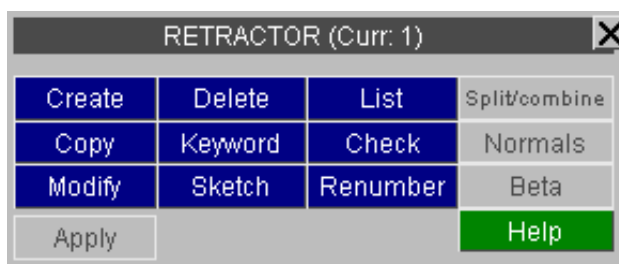 RETRACTOR (Curr: 1) X
Create Delete List Split/combine
Copy Keyword Check Normals
Modify Sketch Renumber Beta
Apply Help